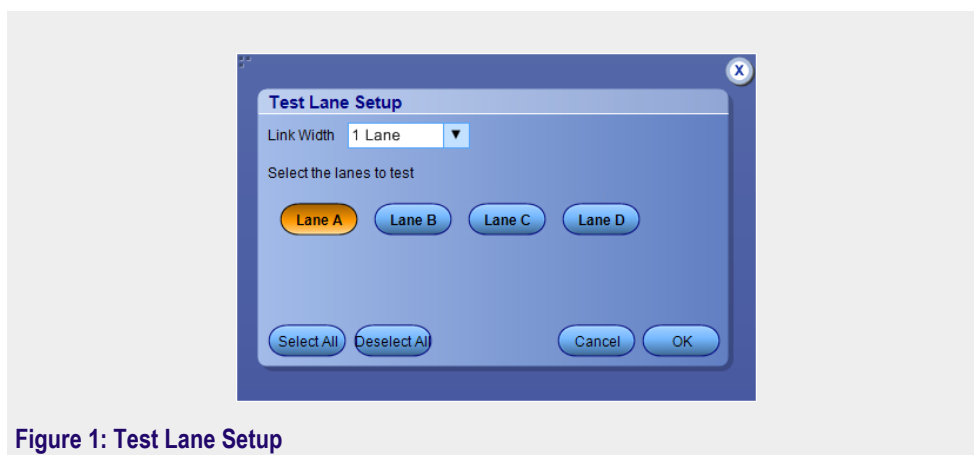 X
Test Lane Setup
Link Width 1 Lane
Select the lanes to test
Lane A Lane B Lane C Lane D
Select All Deselect All Cancel OK
Figure 1: Test Lane Setup